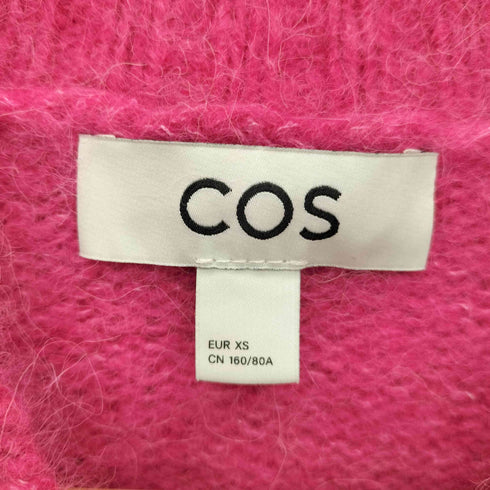 COS
EUR XS
CN 160/80A